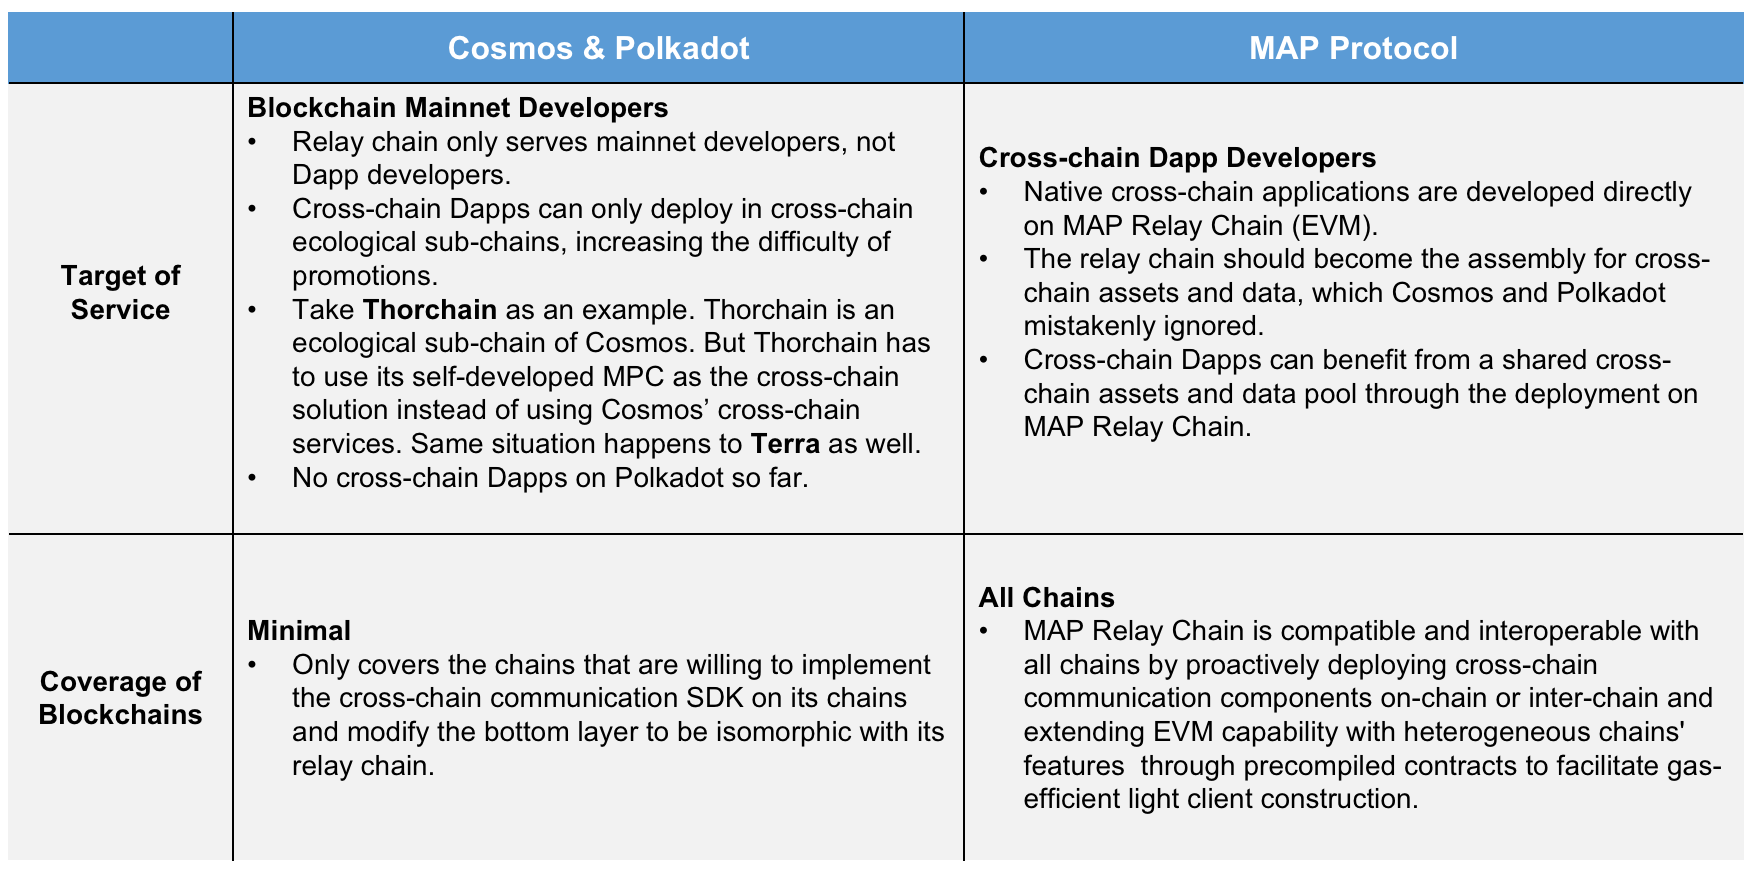 Cosmos & Polkadot
MAP Protocol
Target of
Service
Blockchain Mainnet Developers
• Relay chain only serves mainnet developers, not
Dapp developers.
• Cross-chain Dapps can only deploy in cross-chain
ecological sub-chains, increasing the difficulty of
promotions.
• Take Thorchain as an example. Thorchain is an
ecological sub-chain of Cosmos. But Thorchain has
to use its self-developed MPC as the cross-chain
solution instead of using Cosmos’ cross-chain
services. Same situation happens to Terra as well.
• No cross-chain Dapps on Polkadot so far.
Cross-chain Dapp Developers
• Native cross-chain applications are developed directly
on MAP Relay Chain (EVM).
• The relay chain should become the assembly for cross-
chain assets and data, which Cosmos and Polkadot
mistakenly ignored.
• Cross-chain Dapps can benefit from a shared cross-
chain assets and data pool through the deployment on
MAP Relay Chain.
Coverage of
Blockchains
Minimal
• Only covers the chains that are willing to implement
the cross-chain communication SDK on its chains
and modify the bottom layer to be isomorphic with its
relay chain.
All Chains
• MAP Relay Chain is compatible and interoperable with
all chains by proactively deploying cross-chain
communication components on-chain or inter-chain and
extending EVM capability with heterogeneous chains'
features  through precompiled contracts to facilitate gas-
efficient light client construction.